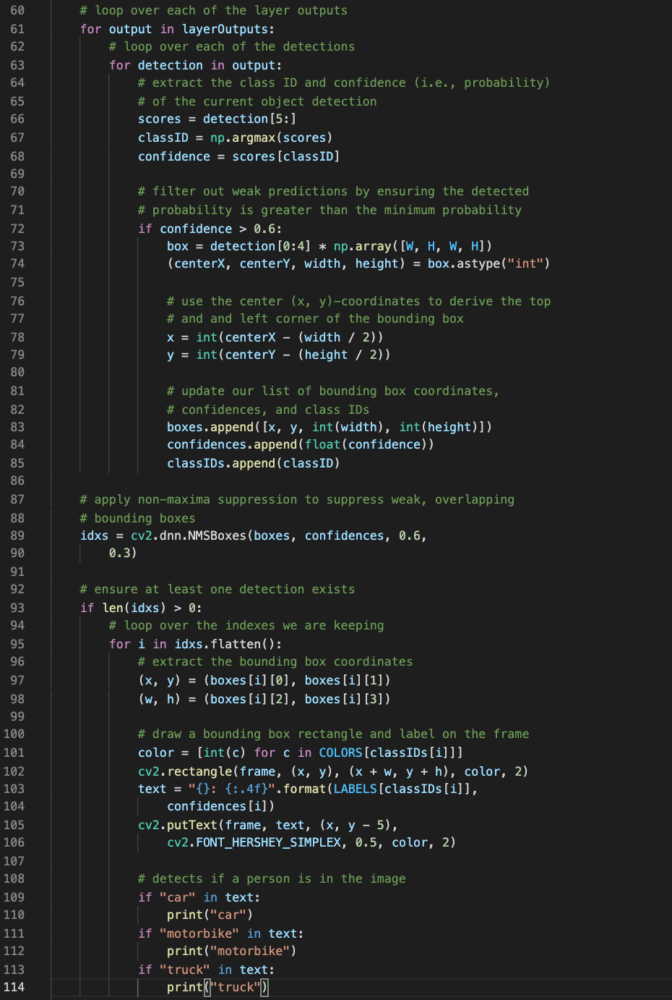 60 # loop over each of the layer outputs
61 for output in layerOutputs:
62 # loop over each of the detections
63 for detection in output:
64 # extract the class ID and confidence (i.e., probability)
65 # of the current object detection
66 scores = detection[5:]
67 classID = np.argmax(scores)
68 confidence = scores[classID]
69
70 # filter out weak predictions by ensuring the detected
71 # probability is greater than the minimum probability
72 if confidence > 0.6:
73 box = detection[0:4] * np.array([W, H, W, H])
74 (centerX, centerY, width, height) = box.astype("int")
75
76 # use the center (x, y)-coordinates to derive the top
77 # and and left corner of the bounding box
78 x = int(centerX - (width / 2))
79 y = int(centerY - (height / 2))
80
81 # update our list of bounding box coordinates,
82 # confidences, and class IDs
83 boxes.append([x, y, int(width), int(height)])
84 confidences.append(float(confidence))
85 classIDs.append(classID)
86
87 # apply non-maxima suppression to suppress weak, overlapping
88 # bounding boxes
89 idxs = cv2.dnn.NMSBoxes(boxes, confidences, 0.6,
90 0.3)
91
92 # ensure at least one detection exists
93 if len(idxs) > 0:
94 # loop over the indexes we are keeping
95 for i in idxs.flatten():
96 # extract the bounding box coordinates
97 (x, y) = (boxes[i][0], boxes[i][1])
98 (w, h) = (boxes[i][2], boxes[i][3])
99
100 # draw a bounding box rectangle and label on the frame
101 color = [int(c) for c in COLORS[classIDs[i]]]
102 cv2.rectangle(frame, (x, y), (x + w, y + h), color, 2)
103 text = "{}: {:.4f}".format(LABELS[classIDs[i]],
104 confidences[i])
105 cv2.putText(frame, text, (x, y - 5),
106 cv2.FONT_HERSHEY_SIMPLEX, 0.5, color, 2)
107
108 # detects if a person is in the image
109 if "car" in text:
110 print("car")
111 if "motorbike" in text:
112 print("motorbike")
113 if "truck" in text:
114 print("truck")